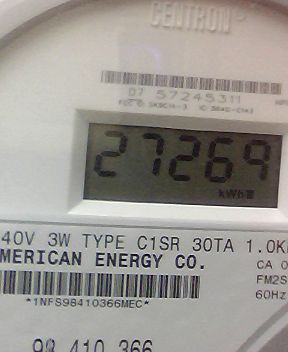 CENTRON
07 57245311
27269
kWh
40V 3W TYPE C1SR 30TA 1.0K
MERICAN ENERGY CO.
CA 0
FM2S
60Hz
*1NFS98410366MEC*
98 410 366